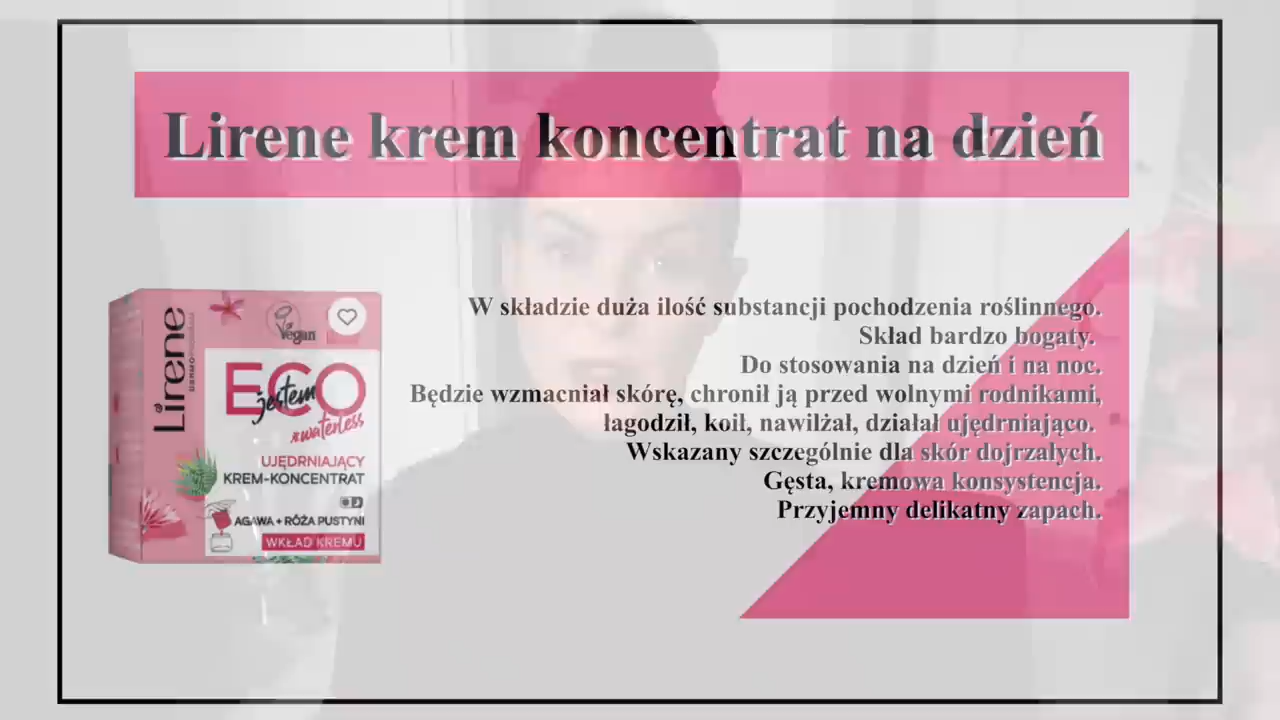 Lirene krem koncentrat na dzień
W składzie duża ilość substancji pochodzenia roślinnego.
Skład bardzo bogaty.
Do stosowania na dzień i na noc.
Będzie wzmacniał skórę, chronił ją przed wolnymi rodnikami,
łagodził, koil, nawilżał, działał ujędrniająco.
Wskazany szczególnie dla skór dojrzałych.
Gęsta, kremowa konsystencja.
Przyjemny delikatny zapach.
Lirene
Vegan
ECO
jestem
#waterless
UJĘDRNIAJĄCY
KREM-KONCENTRAT
AGAWA + RÓŻA PUSTYNI
WKŁAD KREMU